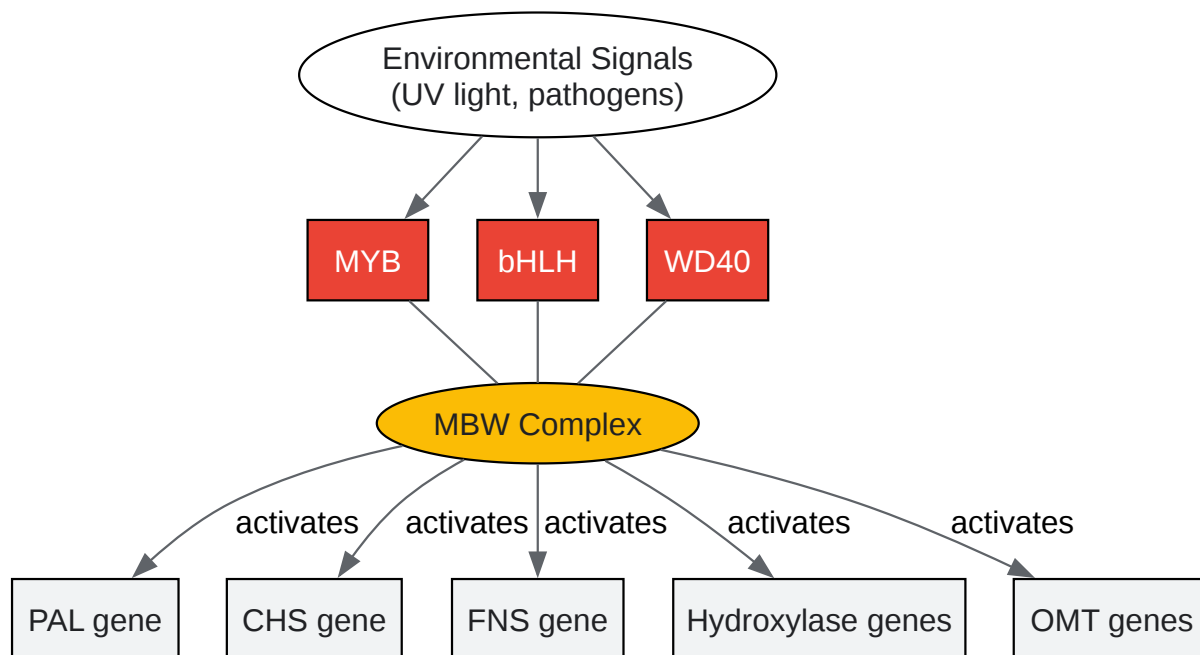 Environmental Signals
(UV light, pathogens)
MYB
bHLH
WD40
MBW Complex
activates
activates
activates
activates
activates
PAL gene
CHS gene
FNS gene
Hydroxylase genes
OMT genes